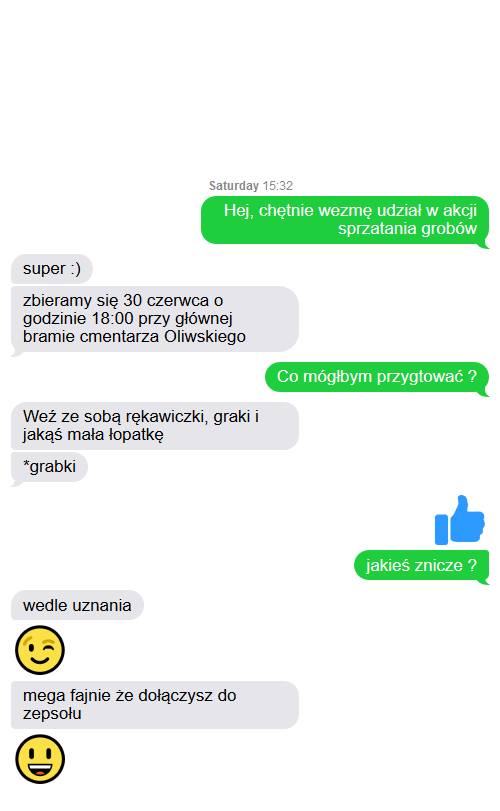 Saturday 15:32
Hej, chętnie wezmę udział w akcji
sprzatania grobów
super :)
zbieramy się 30 czerwca o
godzinie 18:00 przy głównej
bramie cmentarza Oliwskiego
Co mógłbym przygtować ?
Weź ze sobą rękawiczki, graki i
jakąś mała łopatkę
*grabki
jakieś znicze ?
wedle uznania
mega fajnie że dołączysz do
zepsołu